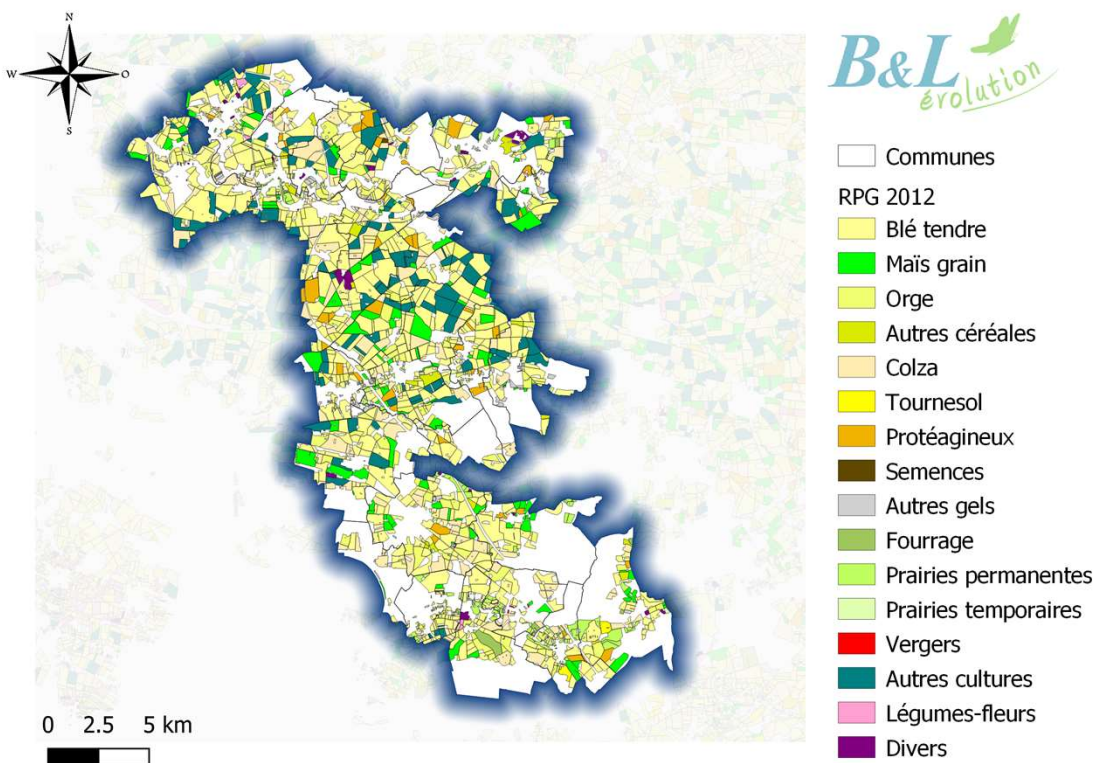 N
W O
S
B&L
évolution
Communes
RPG 2012
Blé tendre
Maïs grain
Orge
Autres céréales
Colza
Tournesol
Protéagineux
Semences
Autres gels
Fourrage
Prairies permanentes
Prairies temporaires
Vergers
Autres cultures
Légumes-fleurs
Divers
0 2.5 5 km